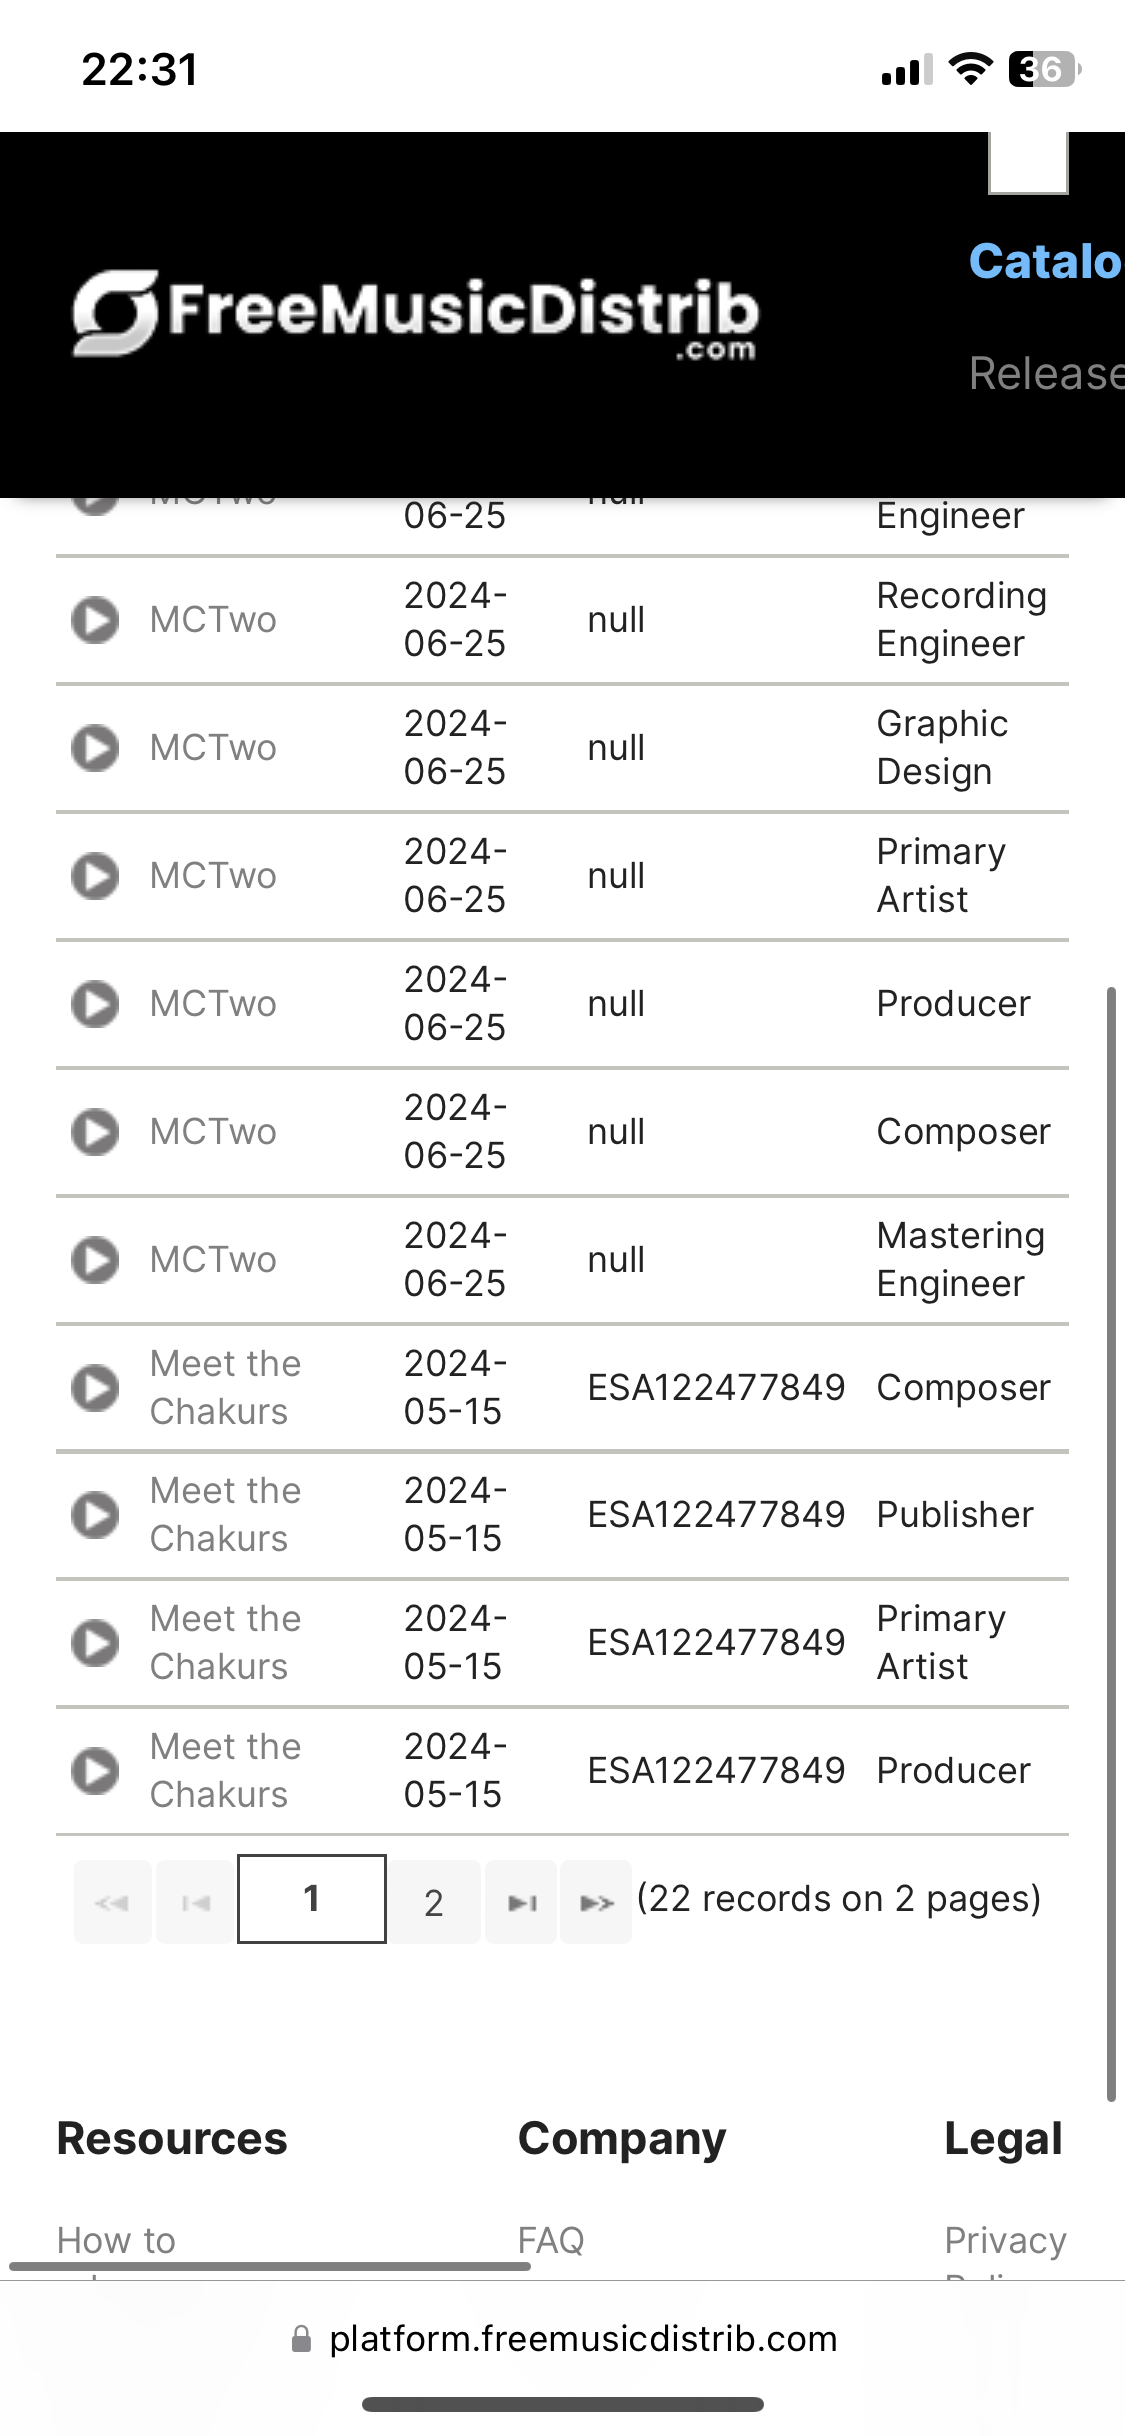 22:31
36
Catalo
FreeMusicDistrib
.com
Release
MCTwo 06-25 null Engineer
MCTwo 2024-06-25 null Recording Engineer
MCTwo 2024-06-25 null Graphic Design
MCTwo 2024-06-25 null Primary Artist
MCTwo 2024-06-25 null Producer
MCTwo 2024-06-25 null Composer
MCTwo 2024-06-25 null Mastering Engineer
Meet the Chakurs 2024-05-15 ESA122477849 Composer
Meet the Chakurs 2024-05-15 ESA122477849 Publisher
Meet the Chakurs 2024-05-15 ESA122477849 Primary Artist
Meet the Chakurs 2024-05-15 ESA122477849 Producer
1 2 (22 records on 2 pages)
Resources Company Legal
How to FAQ Privacy
platform.freemusicdistrib.com